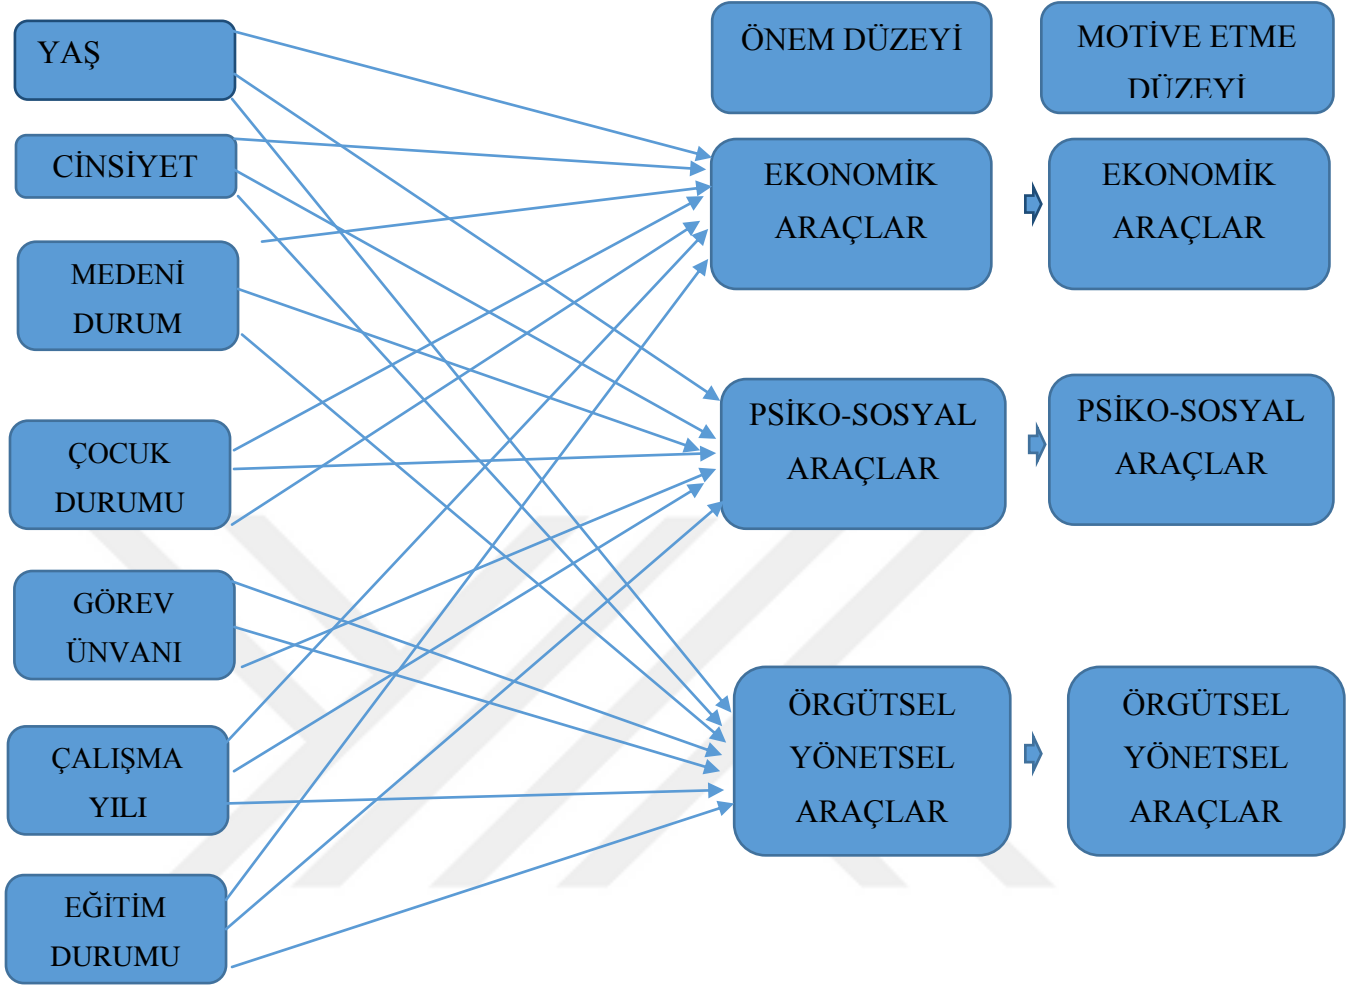 YAŞ
CİNSİYET
MEDENİ
DURUM
ÇOCUK
DURUMU
GÖREV
ÜNVANI
ÇALIŞMA
YILI
EĞİTİM
DURUMU
ÖNEM DÜZEYİ
EKONOMİK
ARAÇLAR
PSİKO-SOSYAL
ARAÇLAR
ÖRGÜTSEL
YÖNETSEL
ARAÇLAR
MOTİVE ETME
DÜZEYİ
EKONOMİK
ARAÇLAR
PSİKO-SOSYAL
ARAÇLAR
ÖRGÜTSEL
YÖNETSEL
ARAÇLAR